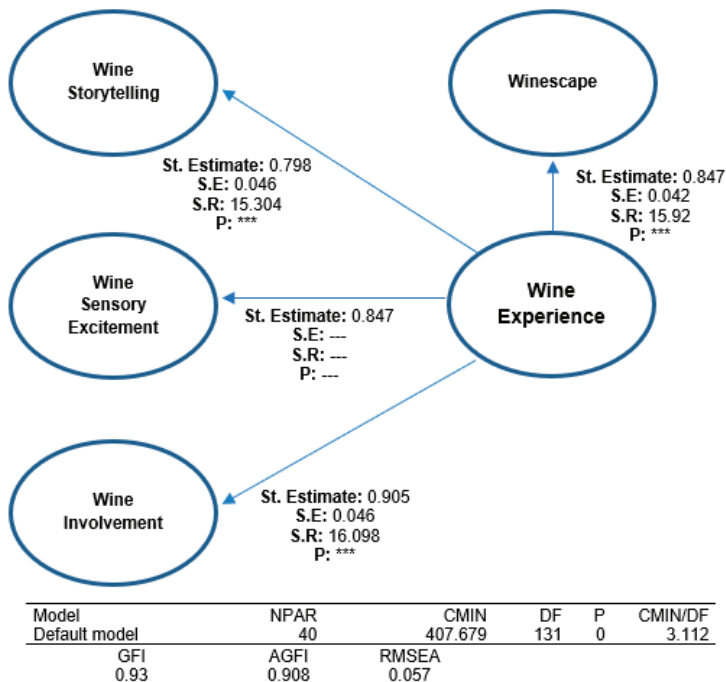 Wine
Storytelling
Winescape
St. Estimate: 0.798
S.E: 0.046
S.R: 15.304
P: ***
St. Estimate: 0.847
S.E: 0.042
S.R: 15.92
P: ***
Wine
Sensory
Excitement
Wine
Experience
St. Estimate: 0.847
S.E: ---
S.R: ---
P: ---
Wine
Involvement
St. Estimate: 0.905
S.E: 0.046
S.R: 16.098
P: ***
Model NPAR CMIN DF P CMIN/DF
Default model 40 407.679 131 0 3.112
GFI AGFI RMSEA
0.93 0.908 0.057